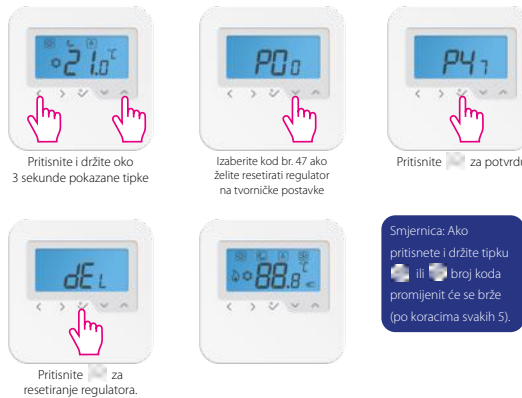 21.0°C
P00
P47
Pritisnite i držite oko
3 sekunde pokazane tipke
Izaberite kod br. 47 ako
želite resetirati regulator
na tvorničke postavke
Pritisnite za potvrdu
dEL
88.8°C
Smjernica: Ako
pritisnete i držite tipku
ili broj koda
promijenit će se brže
(po koracima svakih 5).
Pritisnite za
resetiranje regulatora.